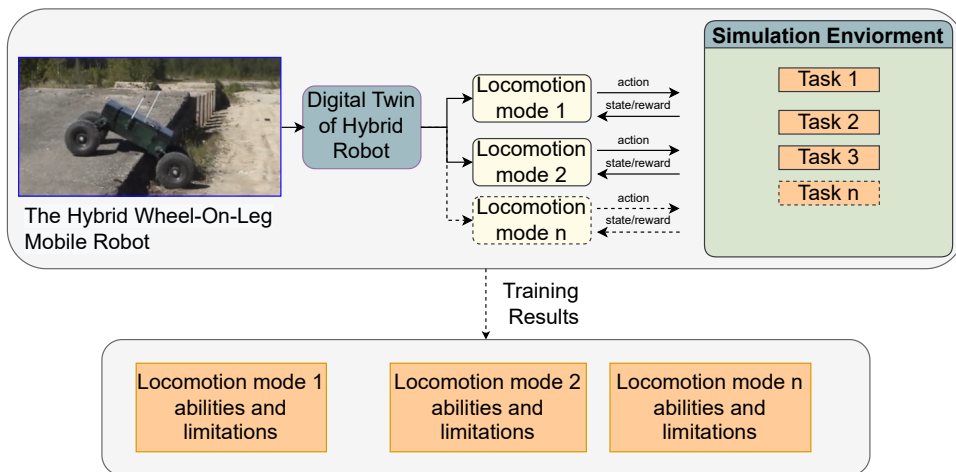 Simulation Enviorment
Task 1
Task 2
Task 3
Task n
The Hybrid Wheel-On-Leg
Mobile Robot
Digital Twin
of Hybrid
Robot
Locomotion
mode 1
action
state/reward
Locomotion
mode 2
action
state/reward
Locomotion
mode n
action
state/reward
Training
Results
Locomotion mode 1
abilities and
limitations
Locomotion mode 2
abilities and
limitations
Locomotion mode n
abilities and
limitations